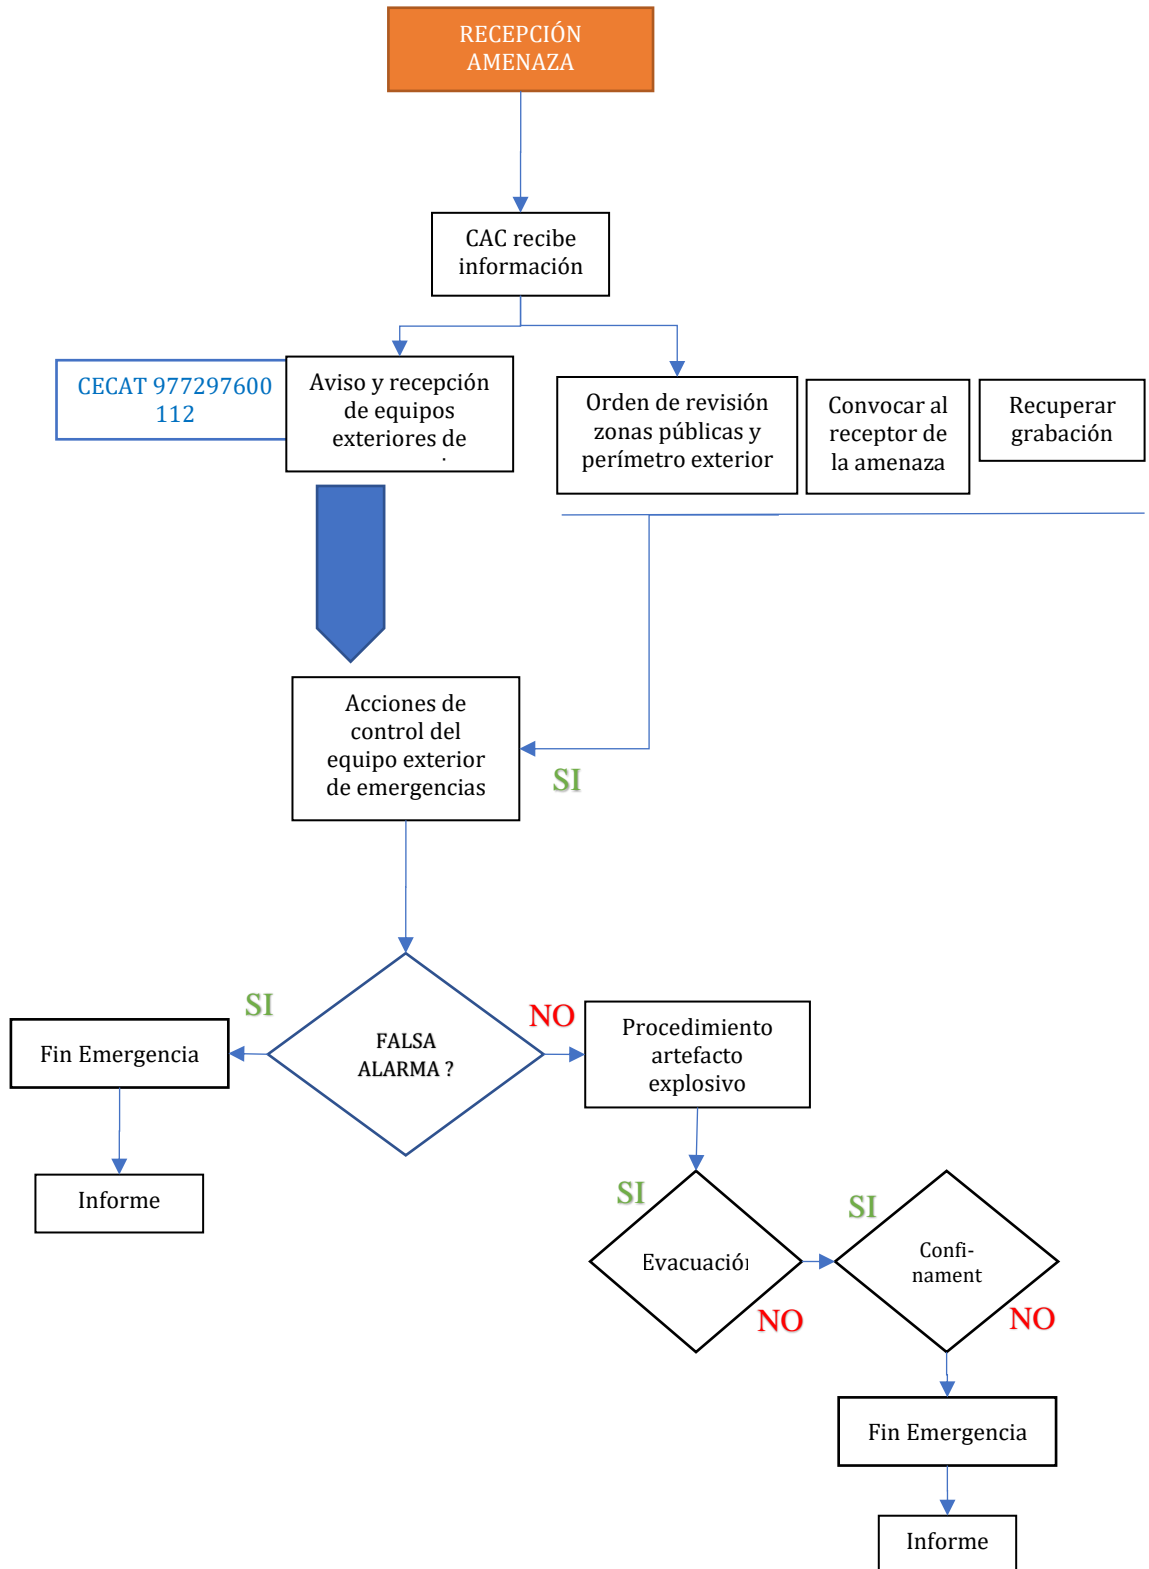 RECEPCIÓN
AMENAZA
CAC recibe
información
CECAT 977297600
112
Aviso y recepción
de equipos
exteriores de
Orden de revisión
zonas públicas y
perímetro exterior
Convocar al
receptor de
la amenaza
Recuperar
grabación
Acciones de
control del
equipo exterior
de emergencias
SI
SI
FALSA
ALARMA ?
NO
Fin Emergencia
Procedimiento
artefacto
explosivo
Informe
SI
Evacuación
NO
SI
Confi-
nament
NO
Fin Emergencia
Informe